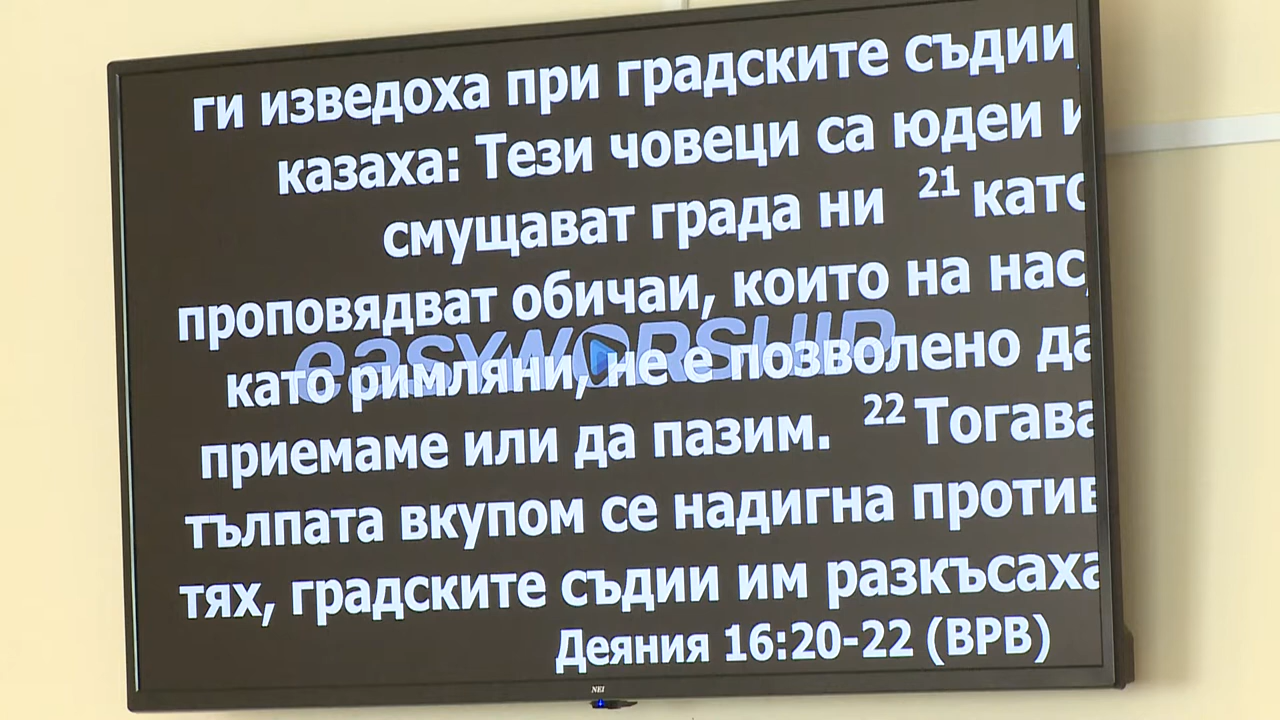 ги изведоха при градските съдии,
казаха: Тези човеци са юдеи и
смущават града ни 21 като
проповядват обичаи, които на нас,
easyworship
като римляни, не е позволено да
приемаме или да пазим. 22 Тогава
тълпата вкупом се надигна против
тях, градските съдии им разкъсаха
Деяния 16:20-22 (ВРВ)
NEI